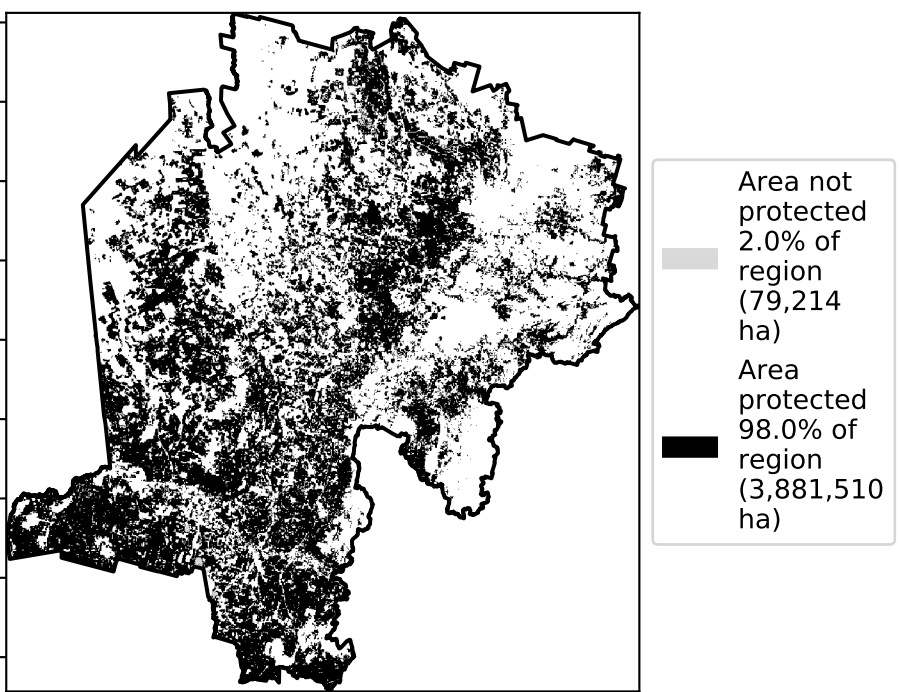 Area not
protected
2.0% of
region
(79,214
ha)
Area
protected
98.0% of
region
(3,881,510
ha)